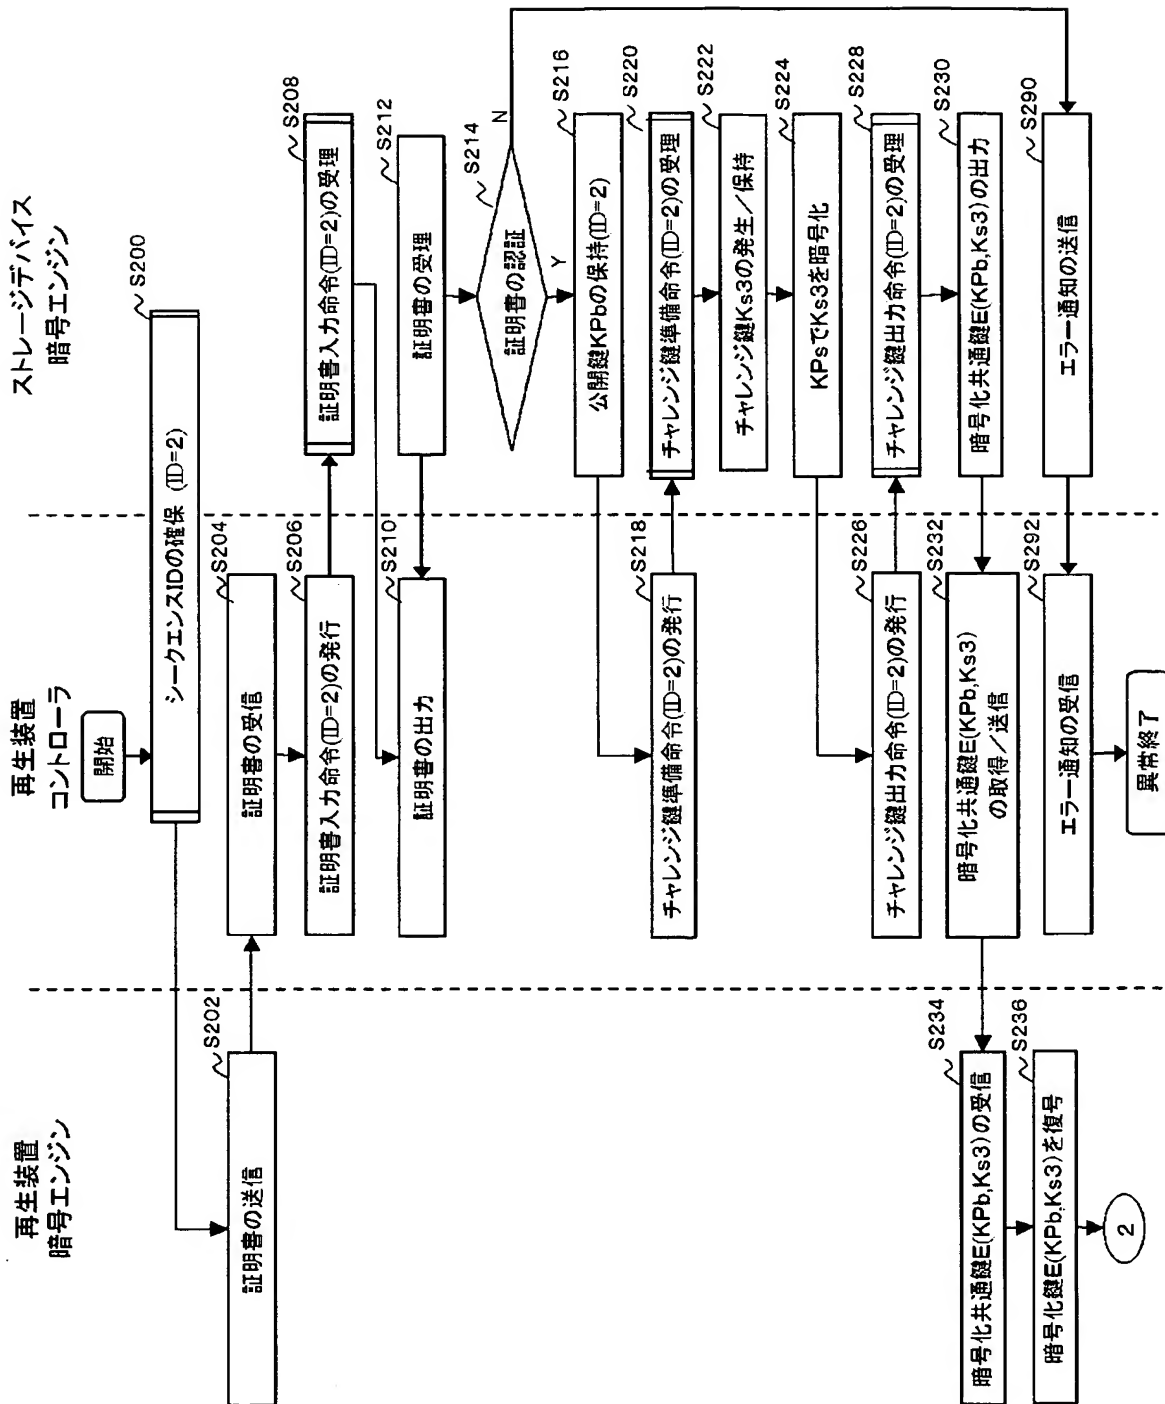 再生装置
暗号エンジン
再生装置
コントローラ
ストレージデバイス
暗号エンジン
開始
S200
シークエンスIDの確保 (ID=2)
S202
証明書の送信
S204
証明書の受信
S206
証明書入力命令(ID=2)の発行
S208
証明書入力命令(ID=2)の受理
S210
証明書の出力
S212
証明書の受理
S214
証明書の認証
N
Y
S216
公開鍵KPbの保持(ID=2)
S218
チャレンジ鍵準備命令(ID=2)の発行
S220
チャレンジ鍵準備命令(ID=2)の受理
S222
チャレンジ鍵Ks3の発生/保持
S224
KPsでKs3を暗号化
S226
チャレンジ鍵出力命令(ID=2)の発行
S228
チャレンジ鍵出力命令(ID=2)の受理
S230
暗号化共通鍵E(KPb,Ks3)の出力
S232
暗号化共通鍵E(KPb,Ks3)
の取得/送信
S234
暗号化共通鍵E(KPb,Ks3)の受信
S236
暗号化鍵E(KPb,Ks3)を復号
2
S290
エラー通知の送信
S292
エラー通知の受信
異常終了